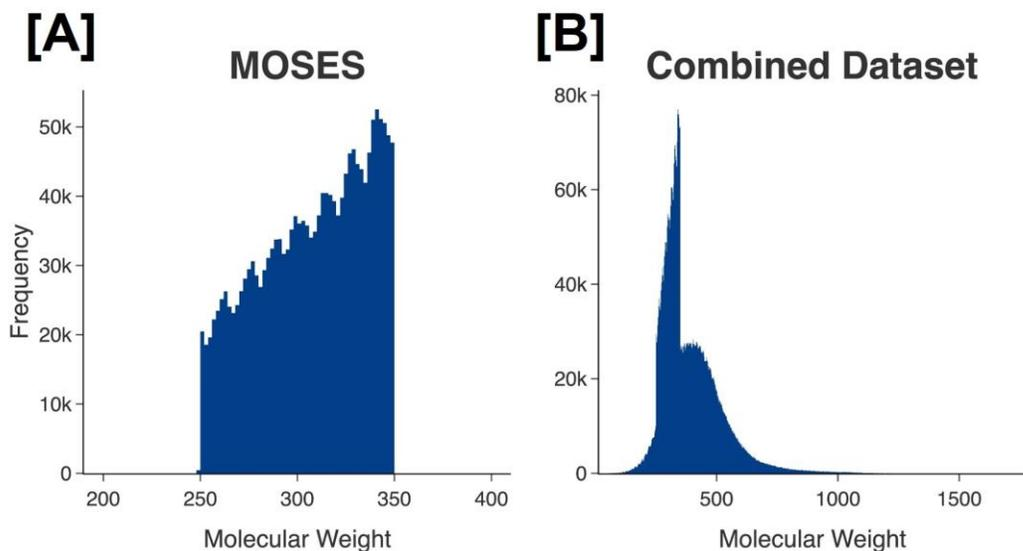 [A]
MOSES
50k
40k
30k
20k
10k
0
Frequency
200 250 300 350 400
Molecular Weight
[B]
Combined Dataset
80k
60k
40k
20k
0
500 1000 1500
Molecular Weight